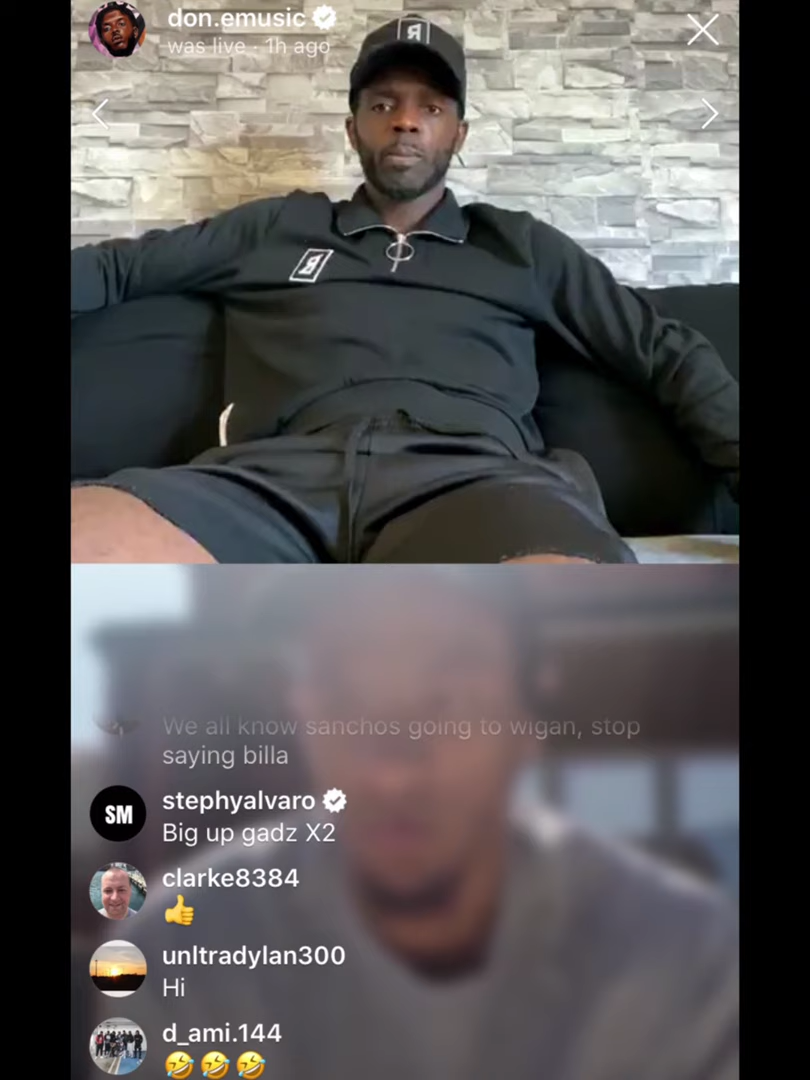 don.emusic
was live · 1h ago
We all know sanchos going to wigan, stop
saying billa
SM
stephyalvaro
Big up gadz X2
clarke8384
👍
unltradylan300
Hi
d_ami.144
🤣🤣🤣